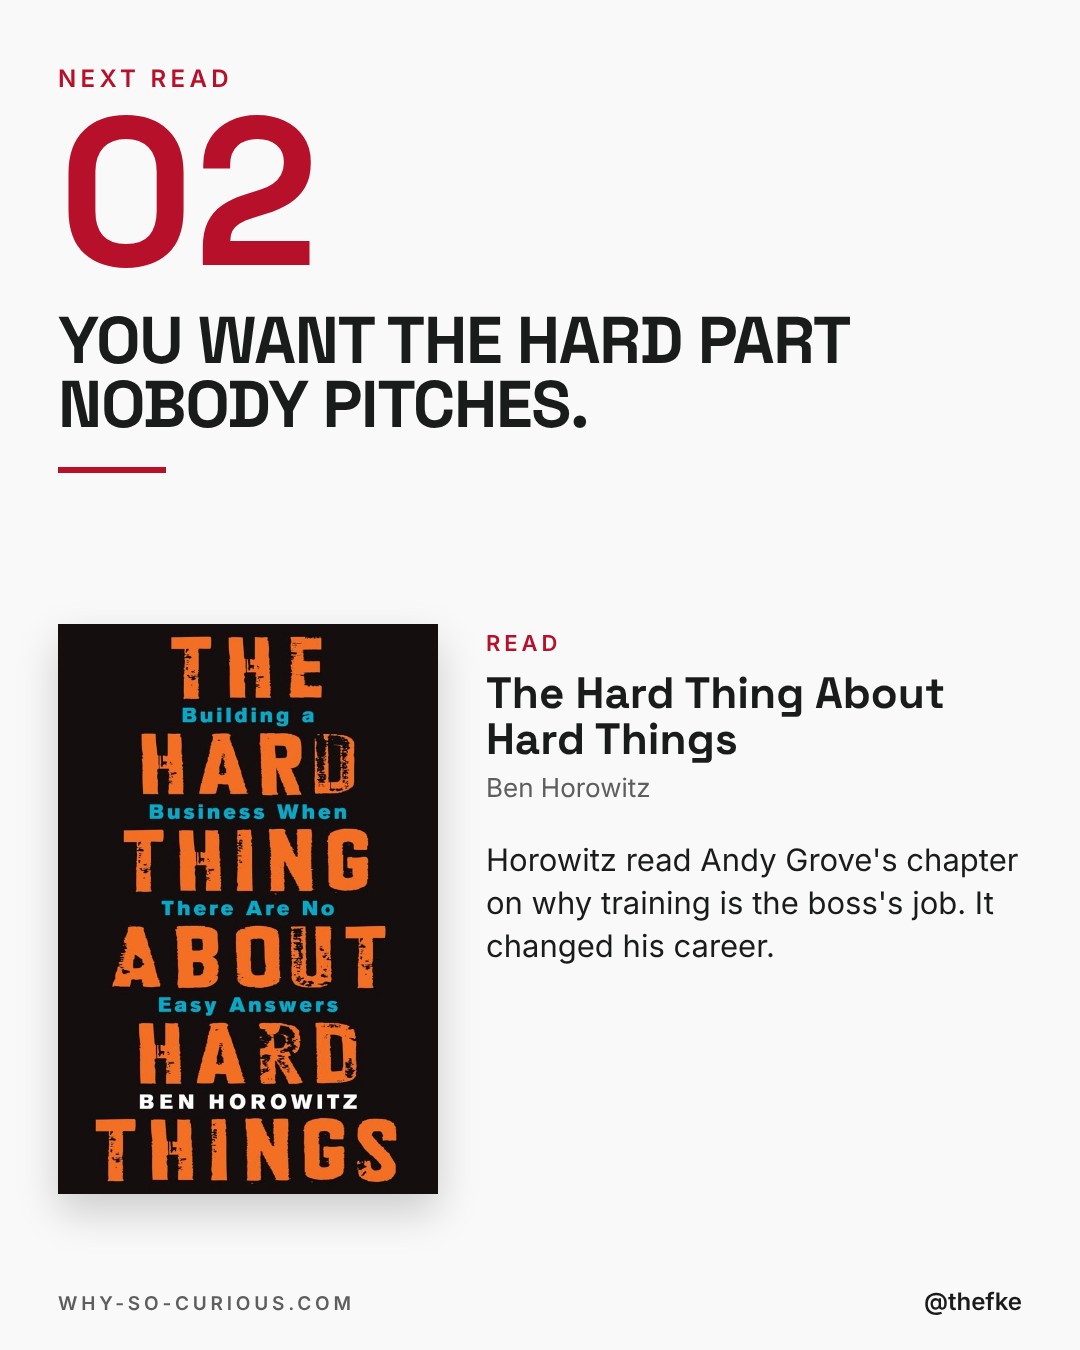 NEXT READ
02
YOU WANT THE HARD PART
NOBODY PITCHES.
THE
Building a
HARD
Business When
THING
There Are No
ABOUT
Easy Answers
HARD
BEN HOROWITZ
THINGS
READ
The Hard Thing About
Hard Things
Ben Horowitz
Horowitz read Andy Grove's chapter
on why training is the boss's job. It
changed his career.
WHY-SO-CURIOUS.COM
@thefke